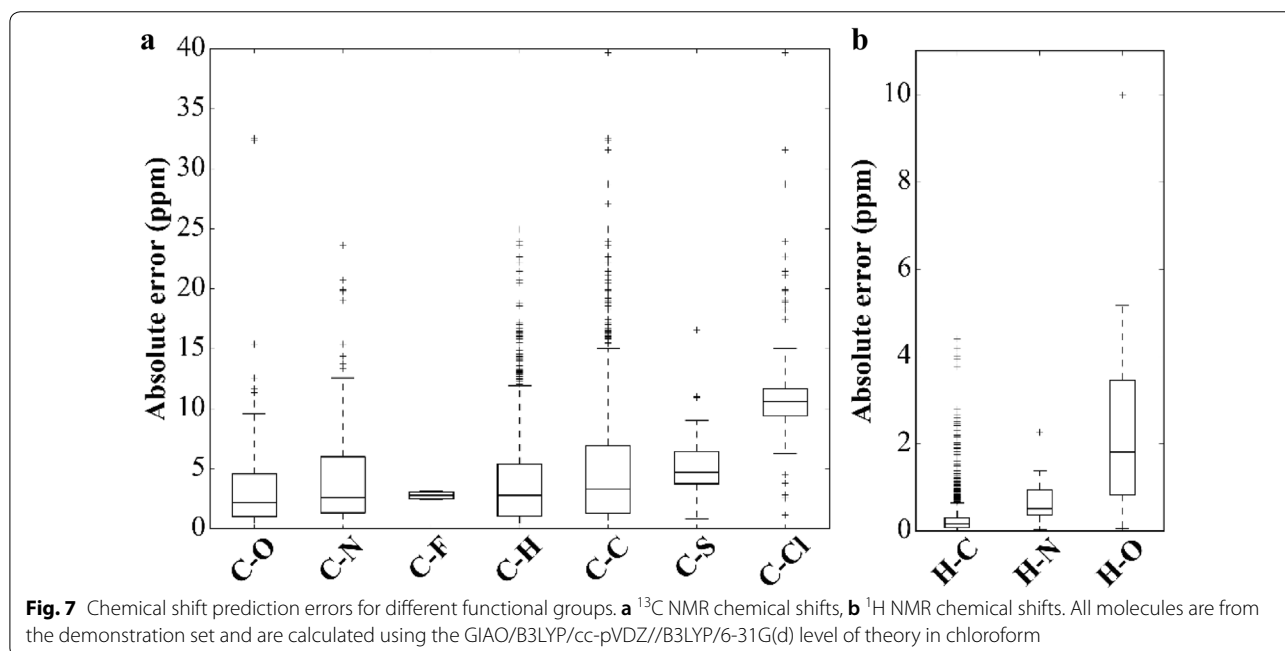 a
b
40
35
30
25
20
15
10
5
0
Absolute error (ppm)
C-O
C-N
C-F
C-H
C-C
C-S
C-Cl
10
8
6
4
2
0
Absolute error (ppm)
H-C
H-N
H-O
Fig. 7 Chemical shift prediction errors for different functional groups. a ¹³C NMR chemical shifts, b ¹H NMR chemical shifts. All molecules are from
the demonstration set and are calculated using the GIAO/B3LYP/cc-pVDZ//B3LYP/6-31G(d) level of theory in chloroform